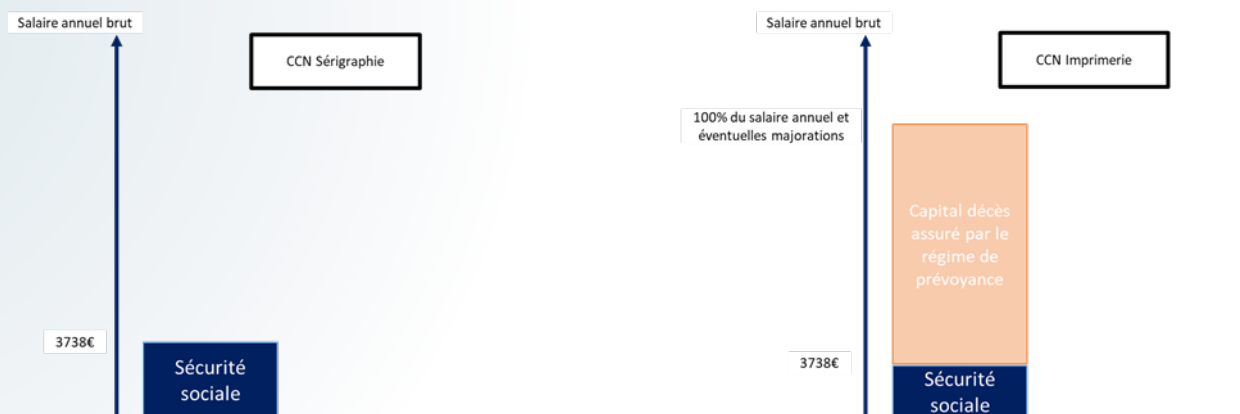 Salaire annuel brut
CCN Sérigraphie
3738€
Sécurité
sociale
Salaire annuel brut
CCN Imprimerie
100% du salaire annuel et
éventuelles majorations
Capital décès
assuré par le
régime de
prévoyance
3738€
Sécurité
sociale